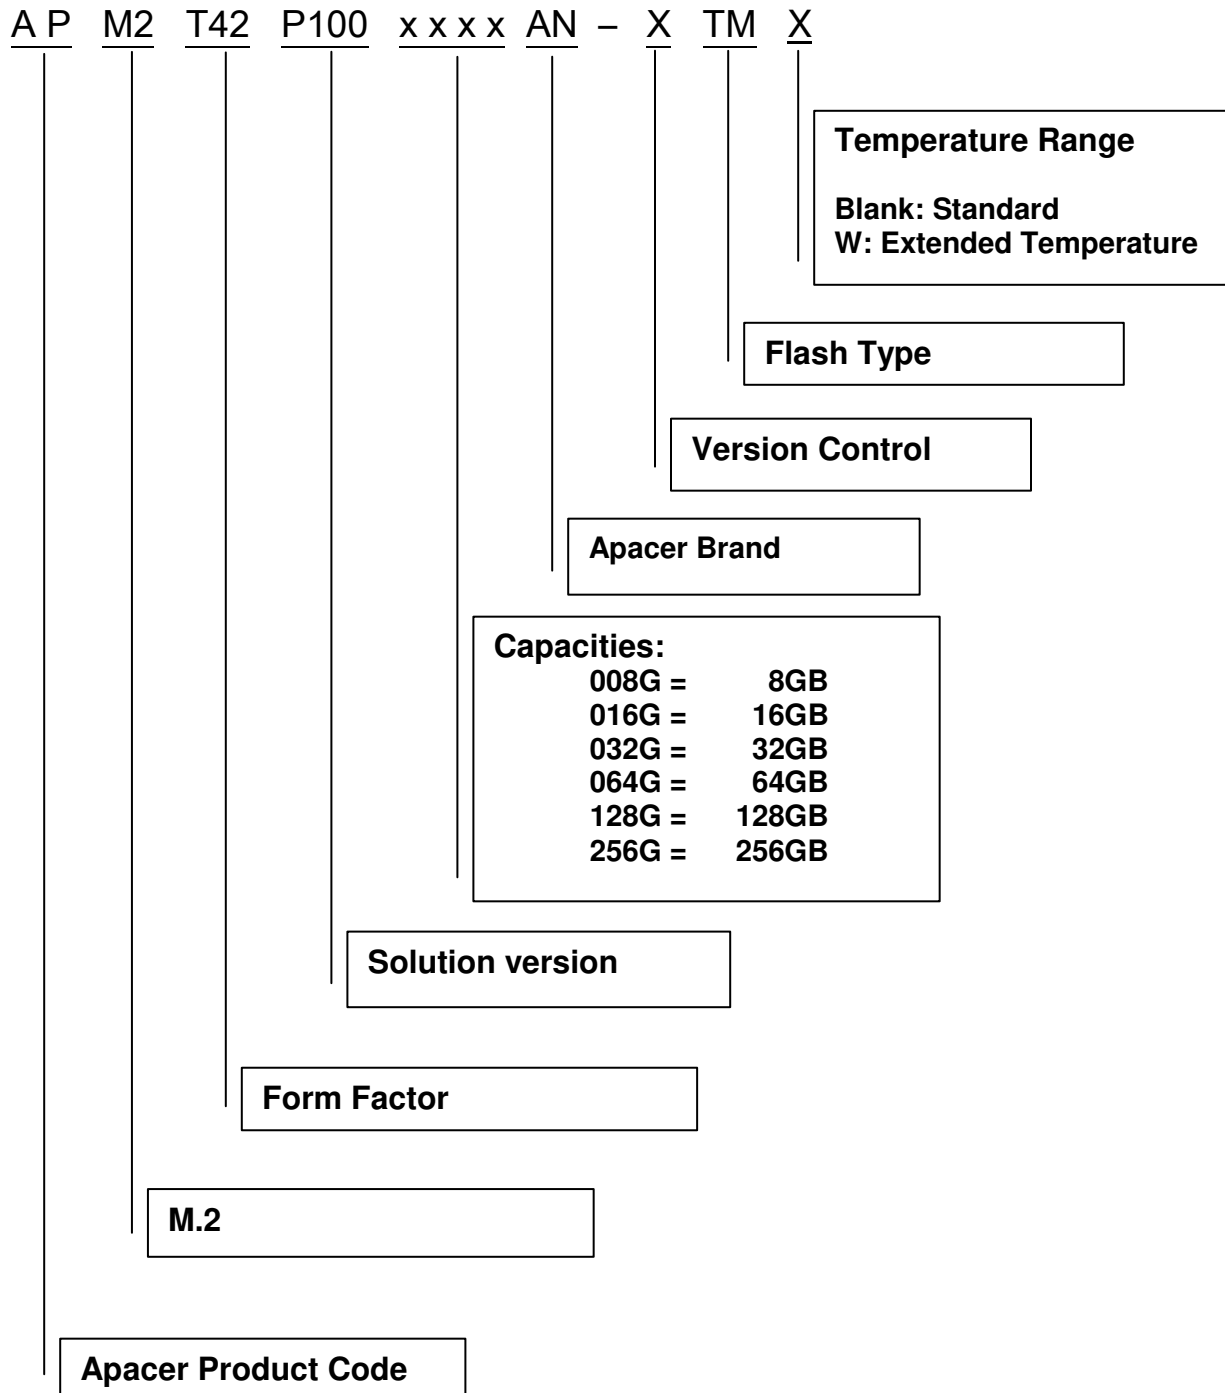 A P M2 T42 P100 x x x x AN – X TM X
Temperature Range
Blank: Standard
W: Extended Temperature
Flash Type
Version Control
Apacer Brand
Capacities:
008G = 8GB
016G = 16GB
032G = 32GB
064G = 64GB
128G = 128GB
256G = 256GB
Solution version
Form Factor
M.2
Apacer Product Code